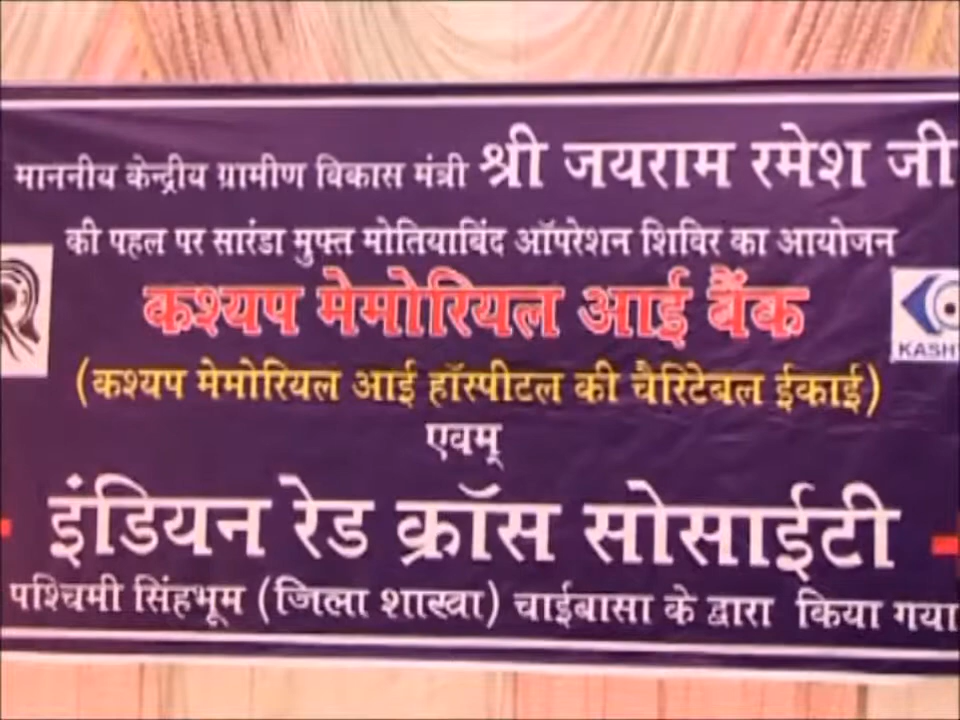 माननीय केन्द्रीय ग्रामीण विकास मंत्री श्री जयराम रमेश जी
की पहल पर सारंडा मुफ्त मोतियाबिंद ऑपरेशन शिविर का आयोजन
कश्यप मेमोरियल आई बैंक
KASHY
(कश्यप मेमोरियल आई हॉस्पीटल की चैरिटेबल ईकाई)
एवम्
इंडियन रेड क्रॉस सोसाईटी
पश्चिमी सिंहभूम (जिला शाखा) चाईबासा के द्वारा किया गया